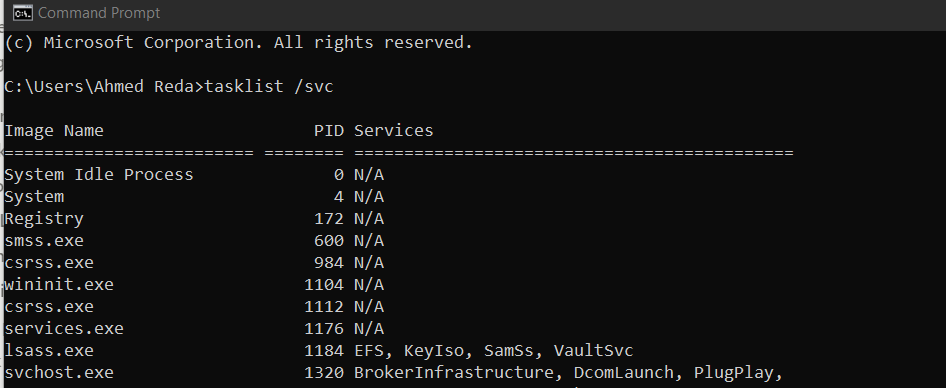 Command Prompt
(c) Microsoft Corporation. All rights reserved.
C:\Users\Ahmed Reda>tasklist /svc
Image Name                     PID Services
========================= ======== ============================================
System Idle Process              0 N/A
System                           4 N/A
Registry                       172 N/A
smss.exe                       600 N/A
csrss.exe                      984 N/A
wininit.exe                   1104 N/A
csrss.exe                     1112 N/A
services.exe                  1176 N/A
lsass.exe                     1184 EFS, KeyIso, SamSs, VaultSvc
svchost.exe                   1320 BrokerInfrastructure, DcomLaunch, PlugPlay,